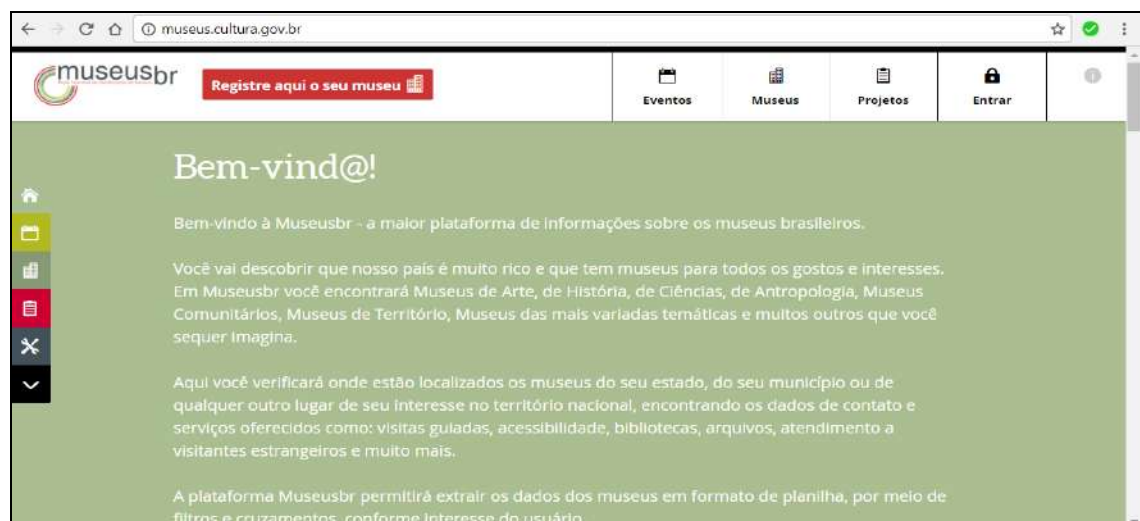 museus.cultura.gov.br
museusbr
Registre aqui o seu museu
Eventos
Museus
Projetos
Entrar
Bem-vind@!
Bem-vindo à Museusbr - a maior plataforma de informações sobre os museus brasileiros.
Você vai descobrir que nosso país é muito rico e que tem museus para todos os gostos e interesses.
Em Museusbr você encontrará Museus de Arte, de História, de Ciências, de Antropologia, Museus
Comunitários, Museus de Território, Museus das mais variadas temáticas e muitos outros que você
sequer imagina.
Aqui você verificará onde estão localizados os museus do seu estado, do seu município ou de
qualquer outro lugar de seu interesse no território nacional, encontrando os dados de contato e
serviços oferecidos como: visitas guiadas, acessibilidade, bibliotecas, arquivos, atendimento a
visitantes estrangeiros e muito mais.
A plataforma Museusbr permitirá extrair os dados dos museus em formato de planilha, por meio de
filtros e cruzamentos, conforme interesse do usuário